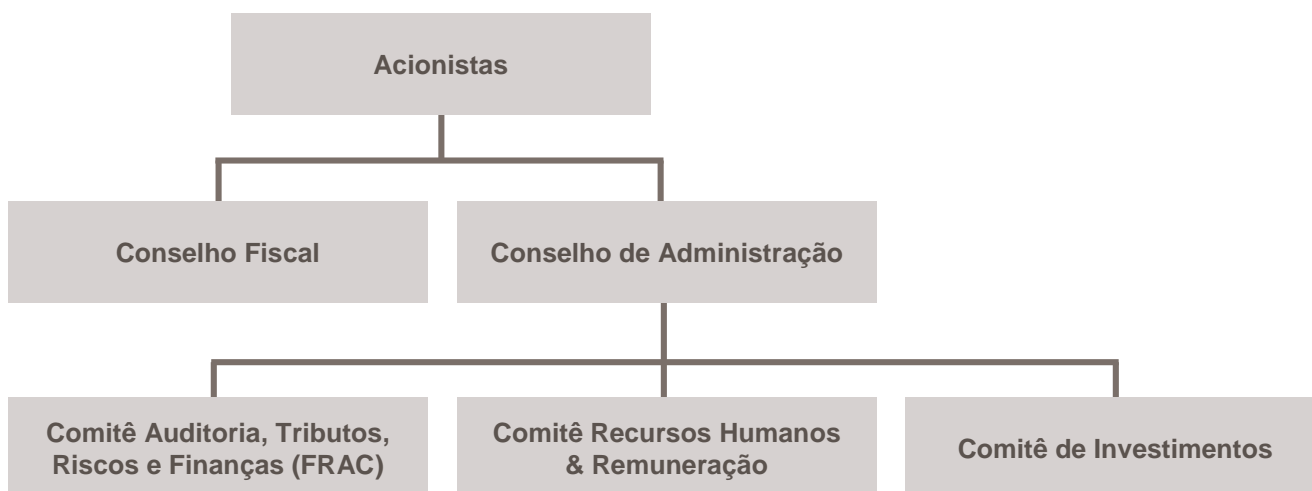 Acionistas
Conselho Fiscal
Conselho de Administração
Comitê Auditoria, Tributos,
Riscos e Finanças (FRAC)
Comitê Recursos Humanos
& Remuneração
Comitê de Investimentos